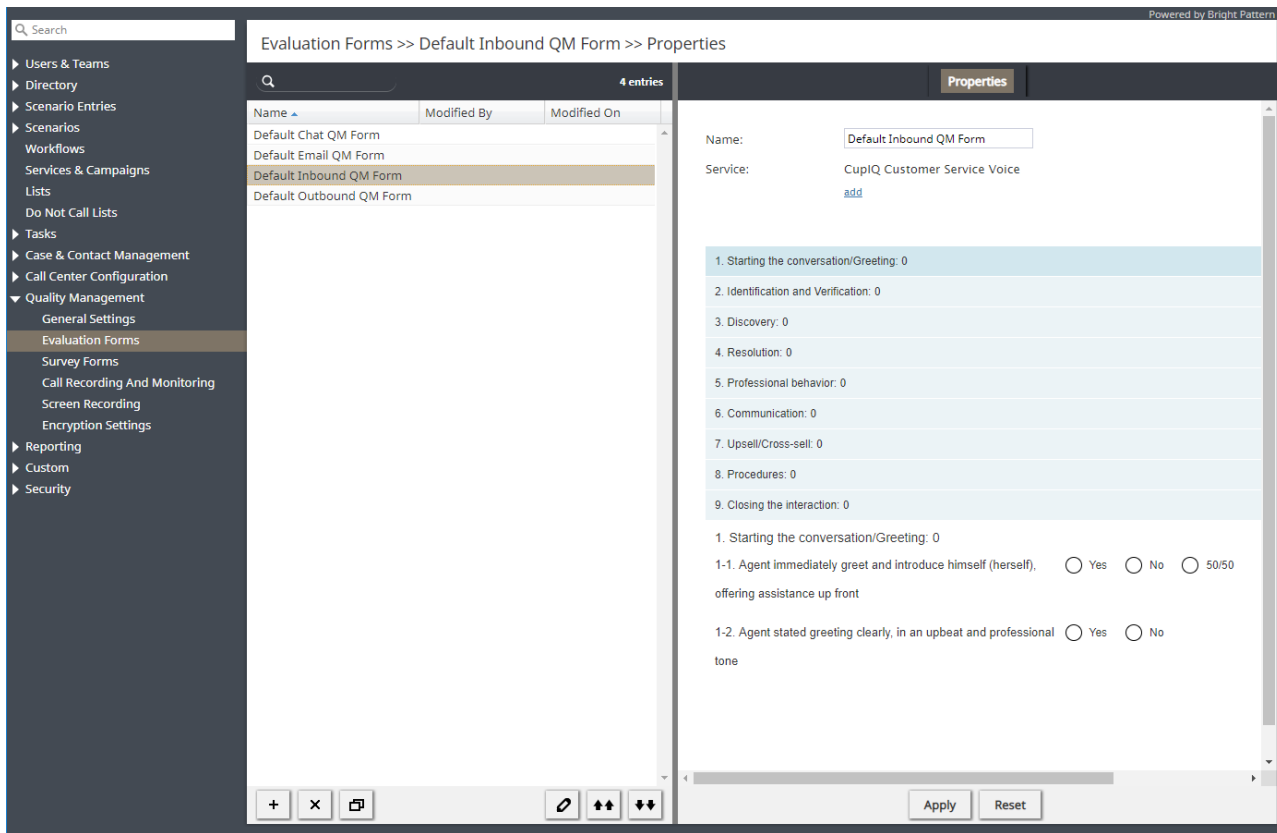 Powered by Bright Pattern
Search
Evaluation Forms >> Default Inbound QM Form >> Properties
Users & Teams
Directory
Scenario Entries
Scenarios
Workflows
Services & Campaigns
Lists
Do Not Call Lists
Tasks
Case & Contact Management
Call Center Configuration
Quality Management
General Settings
Evaluation Forms
Survey Forms
Call Recording And Monitoring
Screen Recording
Encryption Settings
Reporting
Custom
Security
4 entries
Name Modified By Modified On
Default Chat QM Form
Default Email QM Form
Default Inbound QM Form
Default Outbound QM Form
Properties
Name: Default Inbound QM Form
Service: CupIQ Customer Service Voice
add
1. Starting the conversation/Greeting: 0
2. Identification and Verification: 0
3. Discovery: 0
4. Resolution: 0
5. Professional behavior: 0
6. Communication: 0
7. Upsell/Cross-sell: 0
8. Procedures: 0
9. Closing the interaction: 0
1. Starting the conversation/Greeting: 0
1-1. Agent immediately greet and introduce himself (herself), Yes No 50/50
offering assistance up front
1-2. Agent stated greeting clearly, in an upbeat and professional Yes No
tone
Apply Reset